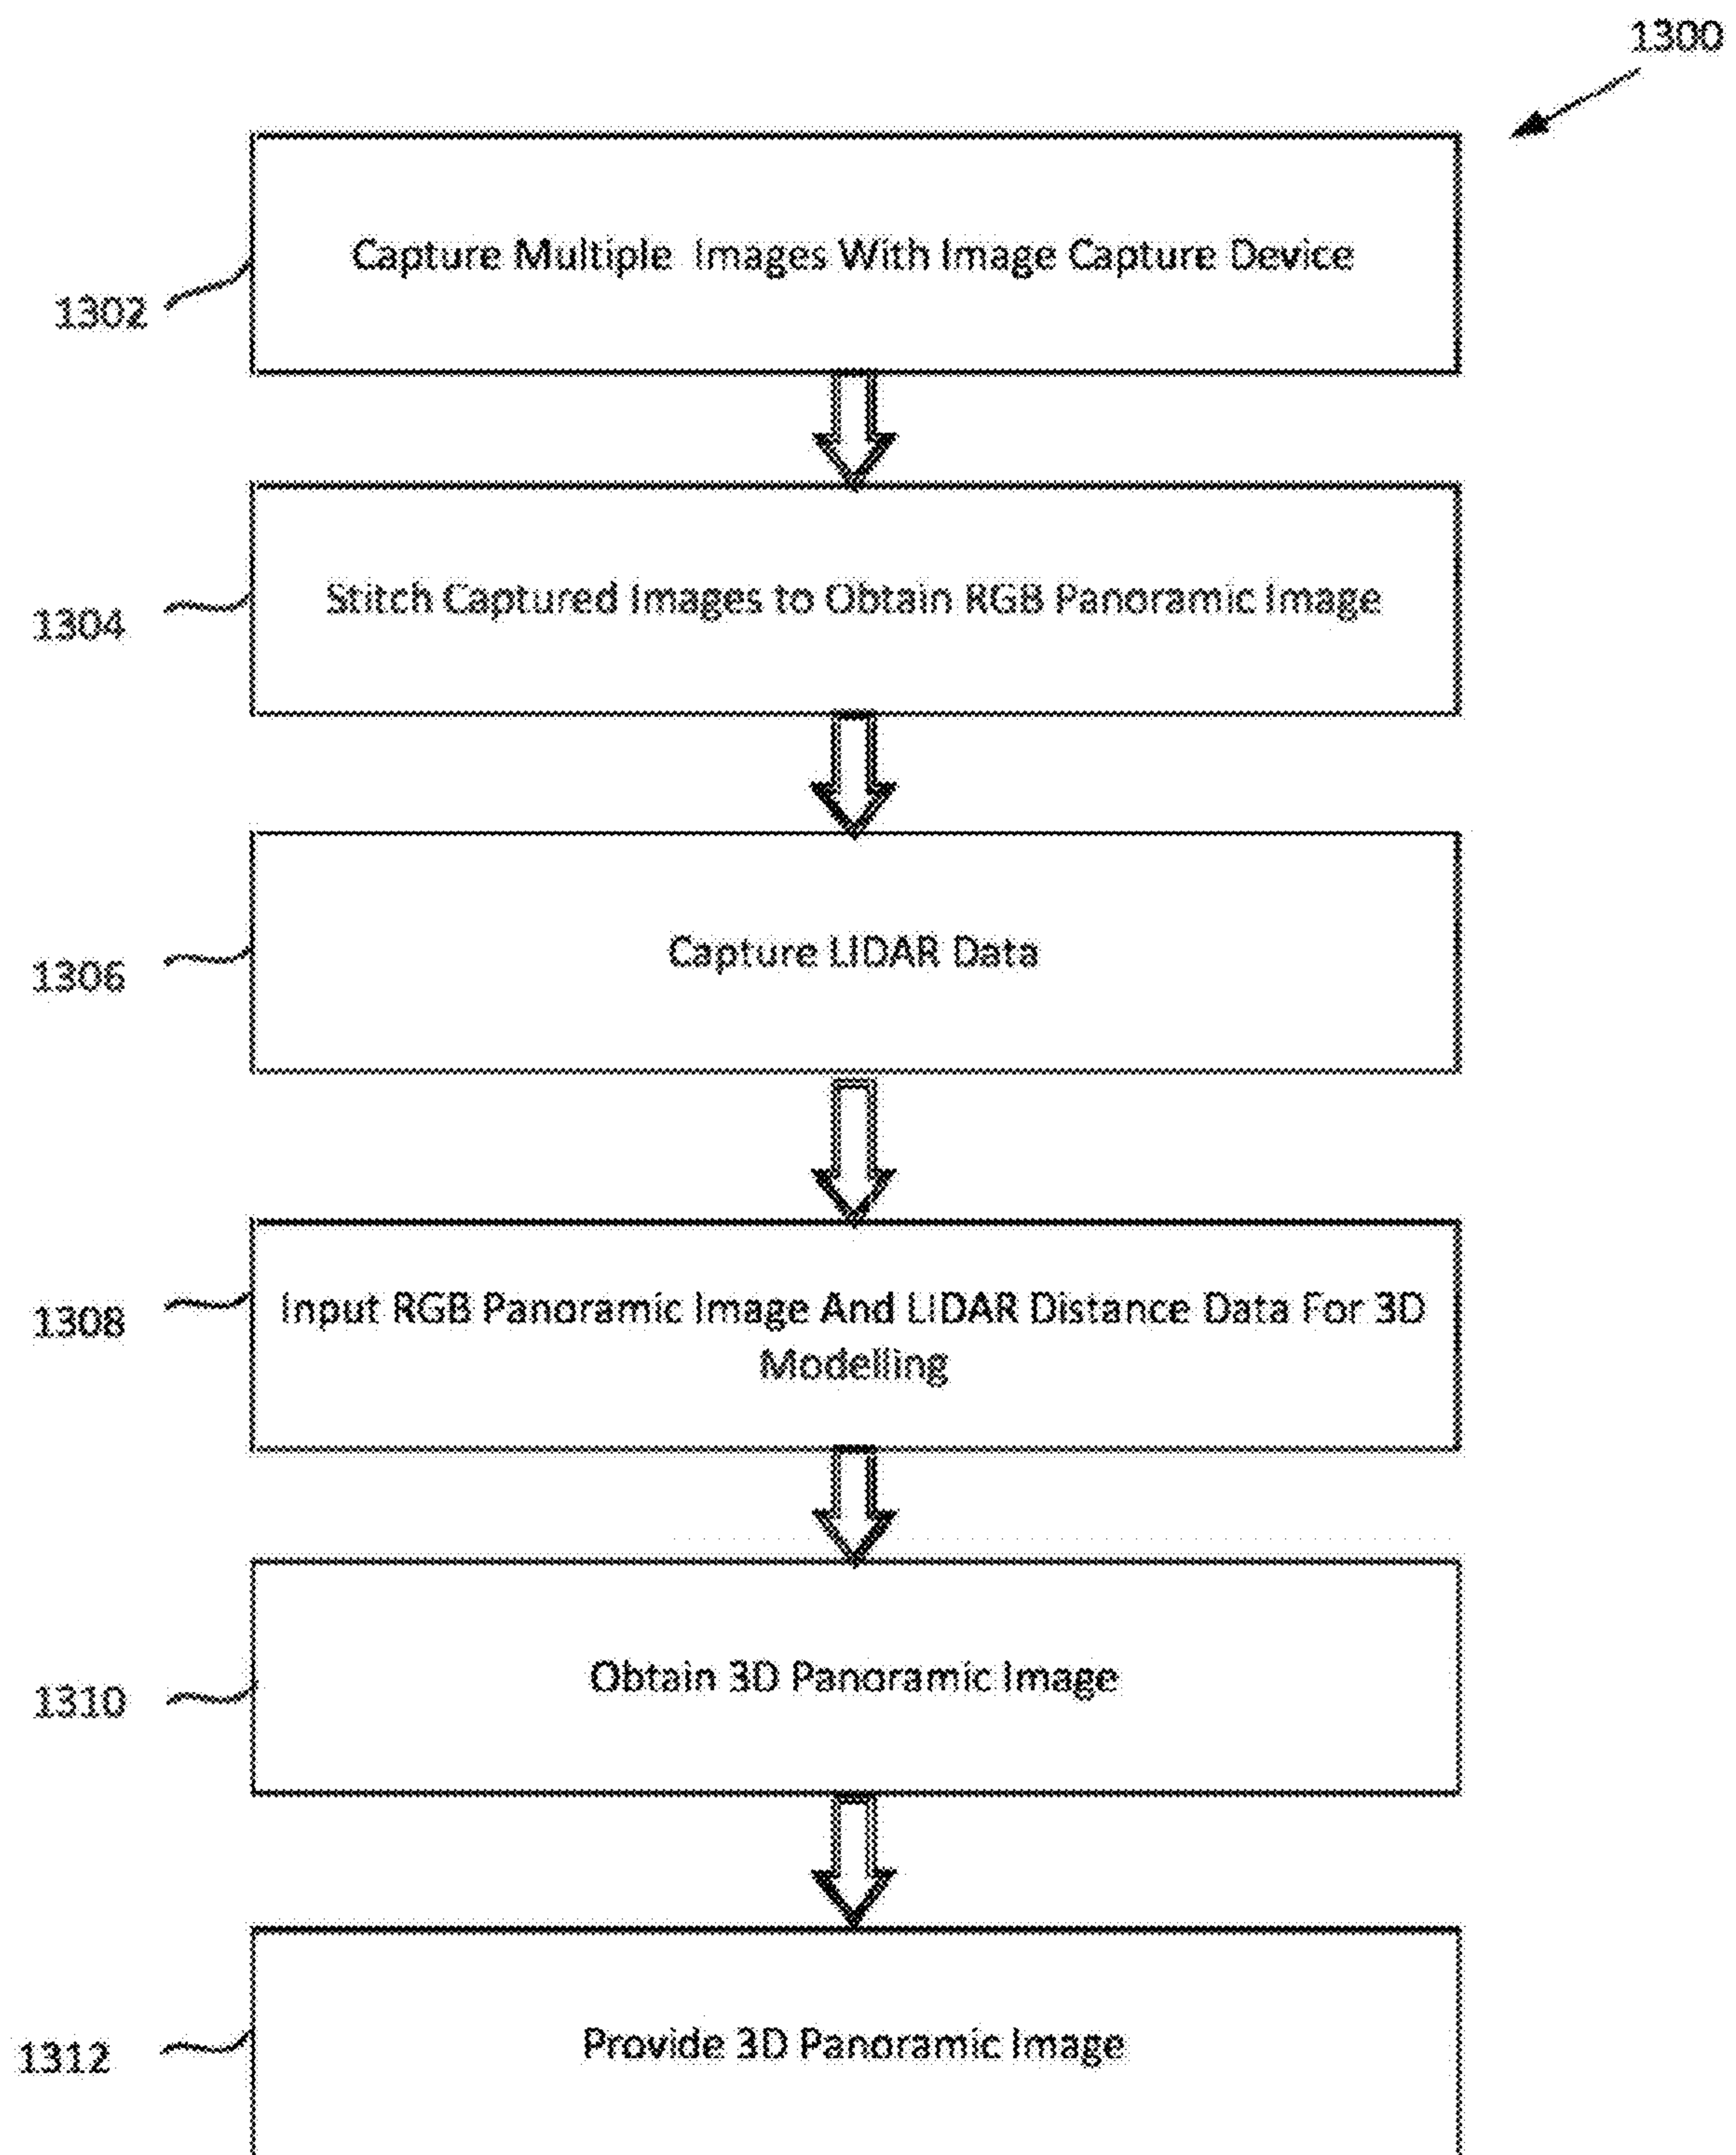 1300
Capture Multiple Images With Image Capture Device
1302
Stitch Captured Images to Obtain RGB Panoramic Image
1304
Capture LIDAR Data
1306
Input RGB Panoramic Image And LIDAR Distance Data For 3D
Modelling
1308
Obtain 3D Panoramic Image
1310
Provide 3D Panoramic Image
1312